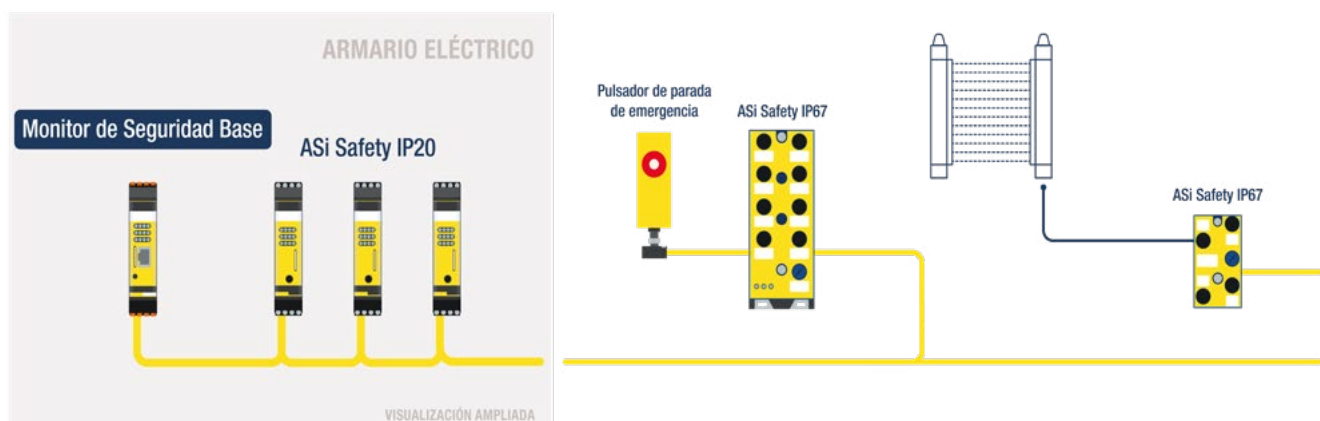 ARMARIO ELÉCTRICO
Monitor de Seguridad Base
ASi Safety IP20
VISUALIZACIÓN AMPLIADA
Pulsador de parada
de emergencia
ASi Safety IP67
ASi Safety IP67